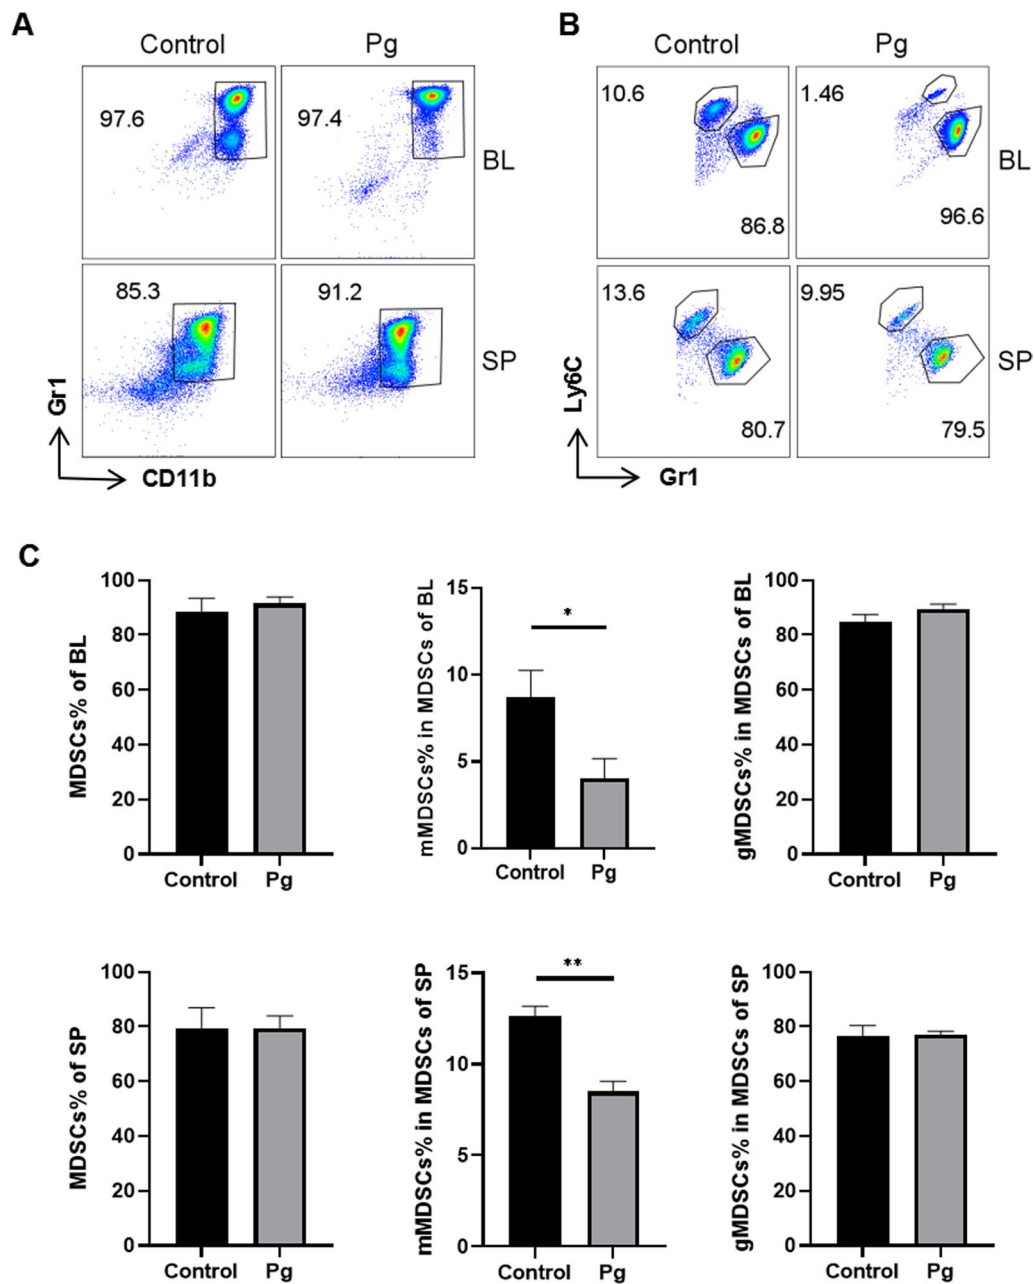 A
Control
Pg
97.6
97.4
BL
85.3
91.2
SP
Gr1
CD11b
B
Control
Pg
10.6
1.46
BL
86.8
96.6
13.6
9.95
SP
80.7
79.5
Ly6C
Gr1
C
MDSCs% of BL
100
80
60
40
20
0
Control
Pg
mMDSCs% in MDSCs of BL
15
10
5
0
*
Control
Pg
gMDSCs% in MDSCs of BL
100
80
60
40
20
0
Control
Pg
MDSCs% of SP
100
80
60
40
20
0
Control
Pg
mMDSCs% in MDSCs of SP
15
10
5
0
**
Control
Pg
gMDSCs% in MDSCs of SP
100
80
60
40
20
0
Control
Pg